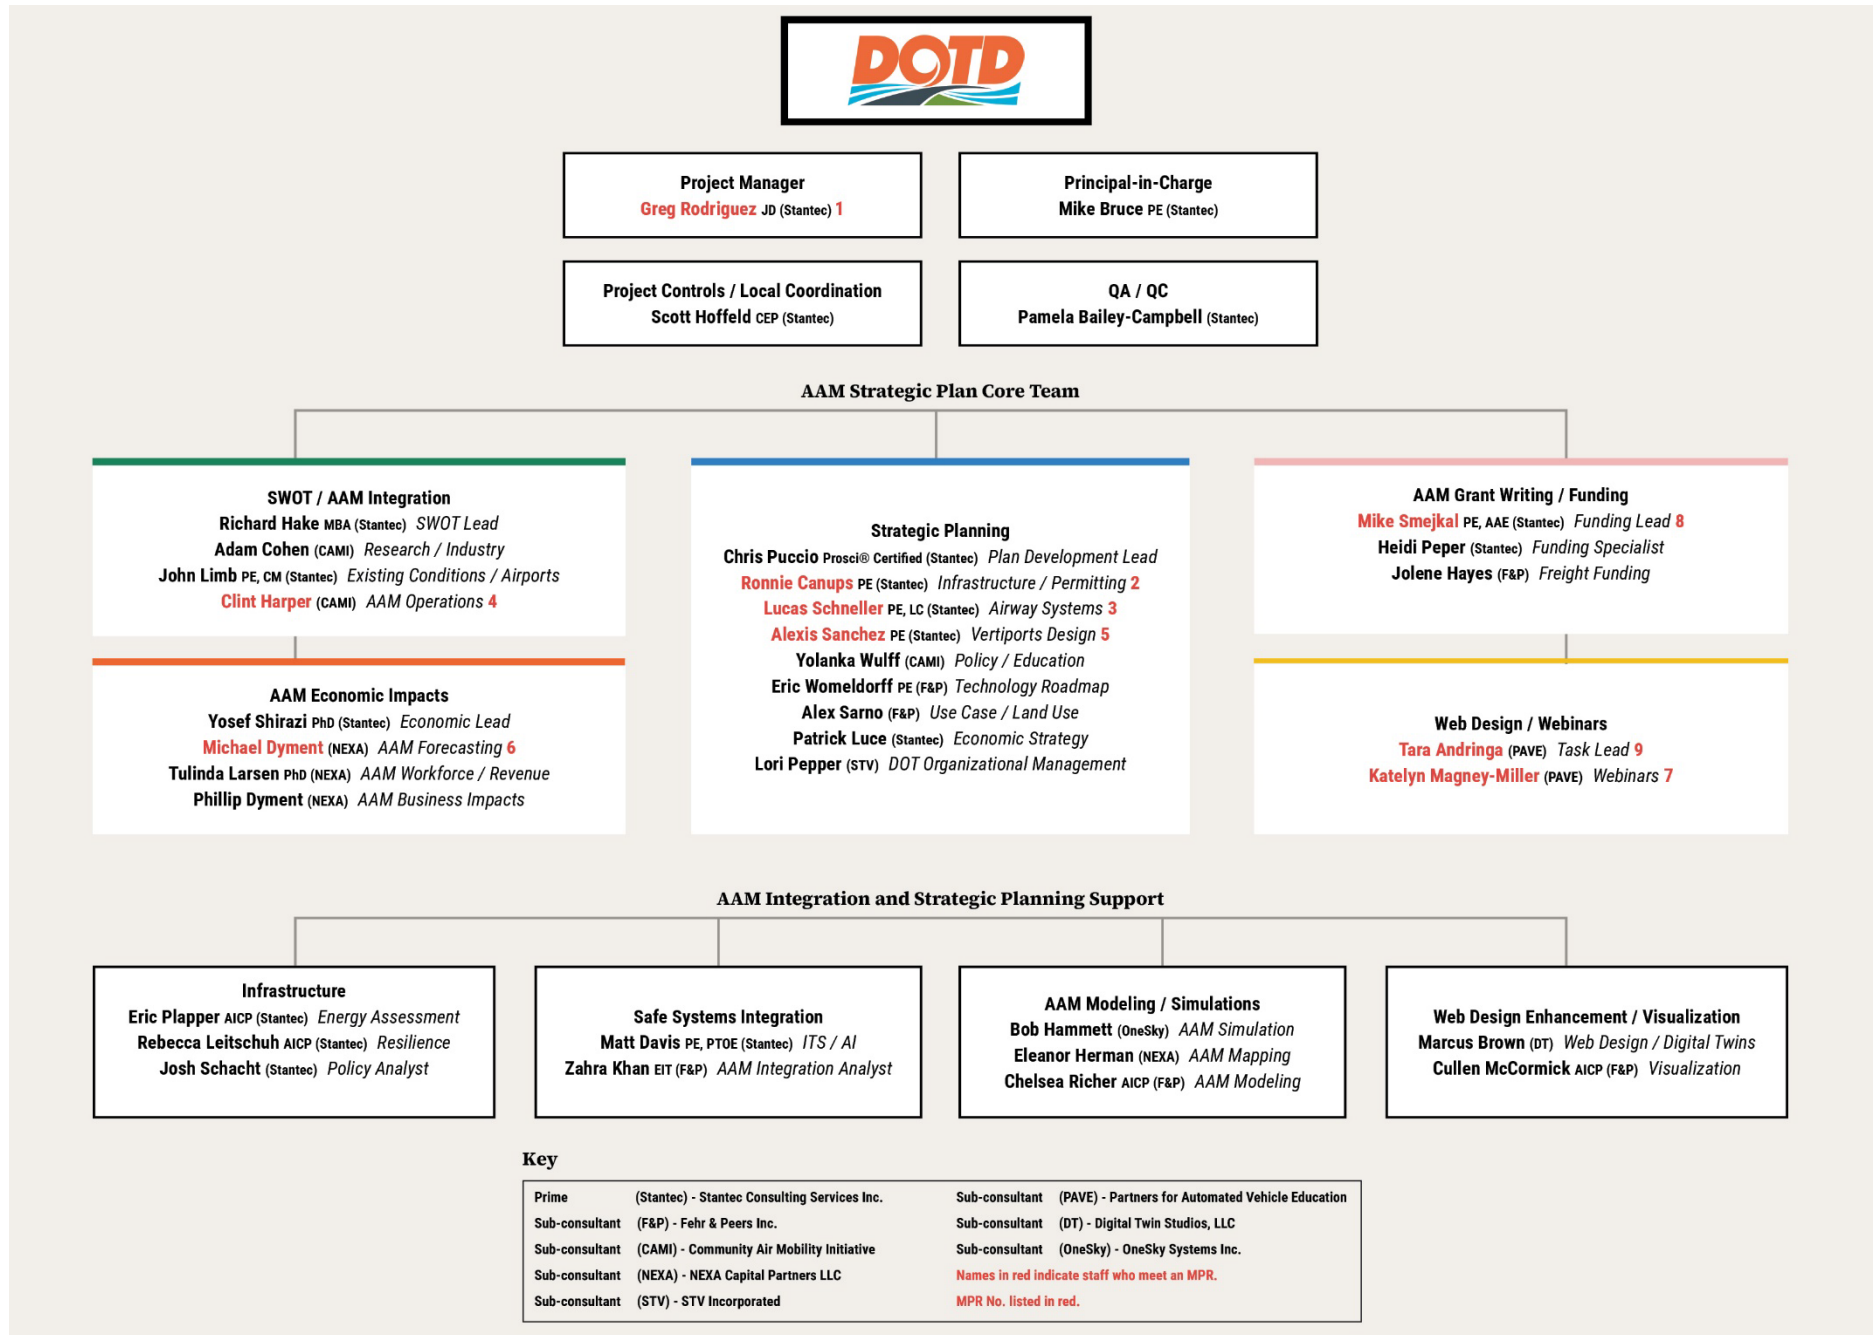 DOTD
Project Manager
Greg Rodriguez JD (Stantec) 1
Principal-in-Charge
Mike Bruce PE (Stantec)
Project Controls / Local Coordination
Scott Hoffeld CEP (Stantec)
QA / QC
Pamela Bailey-Campbell (Stantec)
AAM Strategic Plan Core Team
SWOT / AAM Integration
Richard Hake MBA (Stantec) SWOT Lead
Adam Cohen (CAMI) Research / Industry
John Limb PE, CM (Stantec) Existing Conditions / Airports
Clint Harper (CAMI) AAM Operations 4
AAM Economic Impacts
Yosef Shirazi PhD (Stantec) Economic Lead
Michael Dyment (NEXA) AAM Forecasting 6
Tulinda Larsen PhD (NEXA) AAM Workforce / Revenue
Phillip Dyment (NEXA) AAM Business Impacts
Strategic Planning
Chris Puccio Prosci® Certified (Stantec) Plan Development Lead
Ronnie Canups PE (Stantec) Infrastructure / Permitting 2
Lucas Schneller PE, LC (Stantec) Airway Systems 3
Alexis Sanchez PE (Stantec) Vertiports Design 5
Yolanka Wulff (CAMI) Policy / Education
Eric Womeldorff PE (F&P) Technology Roadmap
Alex Sarno (F&P) Use Case / Land Use
Patrick Luce (Stantec) Economic Strategy
Lori Pepper (STV) DOT Organizational Management
AAM Grant Writing / Funding
Mike Smejkal PE, AAE (Stantec) Funding Lead 8
Heidi Peper (Stantec) Funding Specialist
Jolene Hayes (F&P) Freight Funding
Web Design / Webinars
Tara Andringa (PAVE) Task Lead 9
Katelyn Magney-Miller (PAVE) Webinars 7
AAM Integration and Strategic Planning Support
Infrastructure
Eric Plapper AICP (Stantec) Energy Assessment
Rebecca Leitschuh AICP (Stantec) Resilience
Josh Schacht (Stantec) Policy Analyst
Safe Systems Integration
Matt Davis PE, PTOE (Stantec) ITS / AI
Zahra Khan EIT (F&P) AAM Integration Analyst
AAM Modeling / Simulations
Bob Hammett (OneSky) AAM Simulation
Eleanor Herman (NEXA) AAM Mapping
Chelsea Richer AICP (F&P) AAM Modeling
Web Design Enhancement / Visualization
Marcus Brown (DT) Web Design / Digital Twins
Cullen McCormick AICP (F&P) Visualization
Key
Prime (Stantec) - Stantec Consulting Services Inc.
Sub-consultant (F&P) - Fehr & Peers Inc.
Sub-consultant (CAMI) - Community Air Mobility Initiative
Sub-consultant (NEXA) - NEXA Capital Partners LLC
Sub-consultant (STV) - STV Incorporated
Sub-consultant (PAVE) - Partners for Automated Vehicle Education
Sub-consultant (DT) - Digital Twin Studios, LLC
Sub-consultant (OneSky) - OneSky Systems Inc.
Names in red indicate staff who meet an MPR.
MPR No. listed in red.